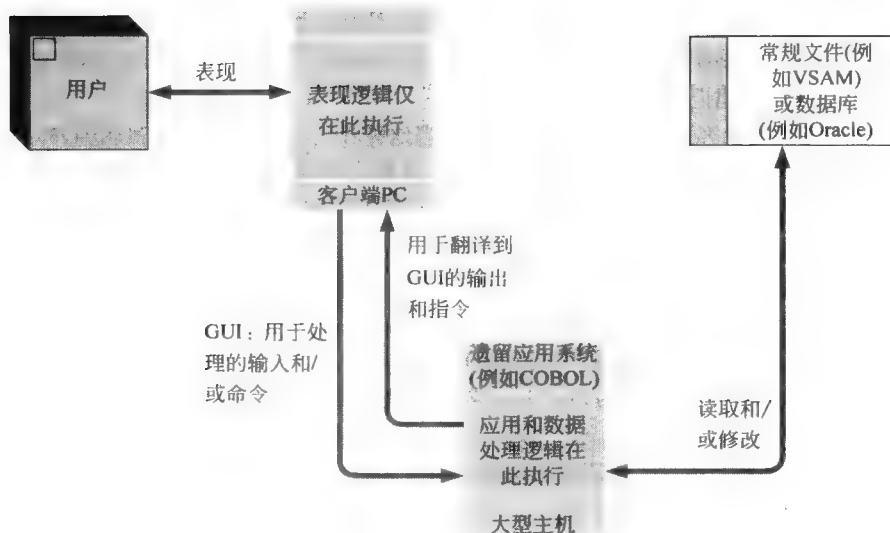 用户
表现
表现逻辑仅
在此执行
客户端PC
常规文件(例
如VSAM)
或数据库
(例如Oracle)
用于翻译到
GUI的输出
和指令
GUI：用于处
理的输入和/
或命令
遗留应用系统
(例如COBOL)
应用和数据
处理逻辑在
此执行
大型主机
读取和/
或修改